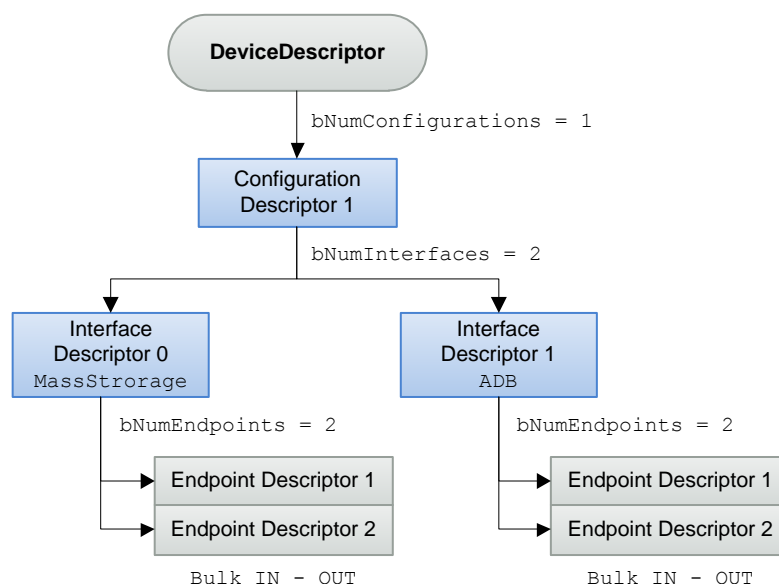 DeviceDescriptor
bNumConfigurations = 1
Configuration
Descriptor 1
bNumInterfaces = 2
Interface
Descriptor 0
MassStrorage
Interface
Descriptor 1
ADB
bNumEndpoints = 2
bNumEndpoints = 2
Endpoint Descriptor 1
Endpoint Descriptor 2
Endpoint Descriptor 1
Endpoint Descriptor 2
Bulk IN - OUT
Bulk IN - OUT